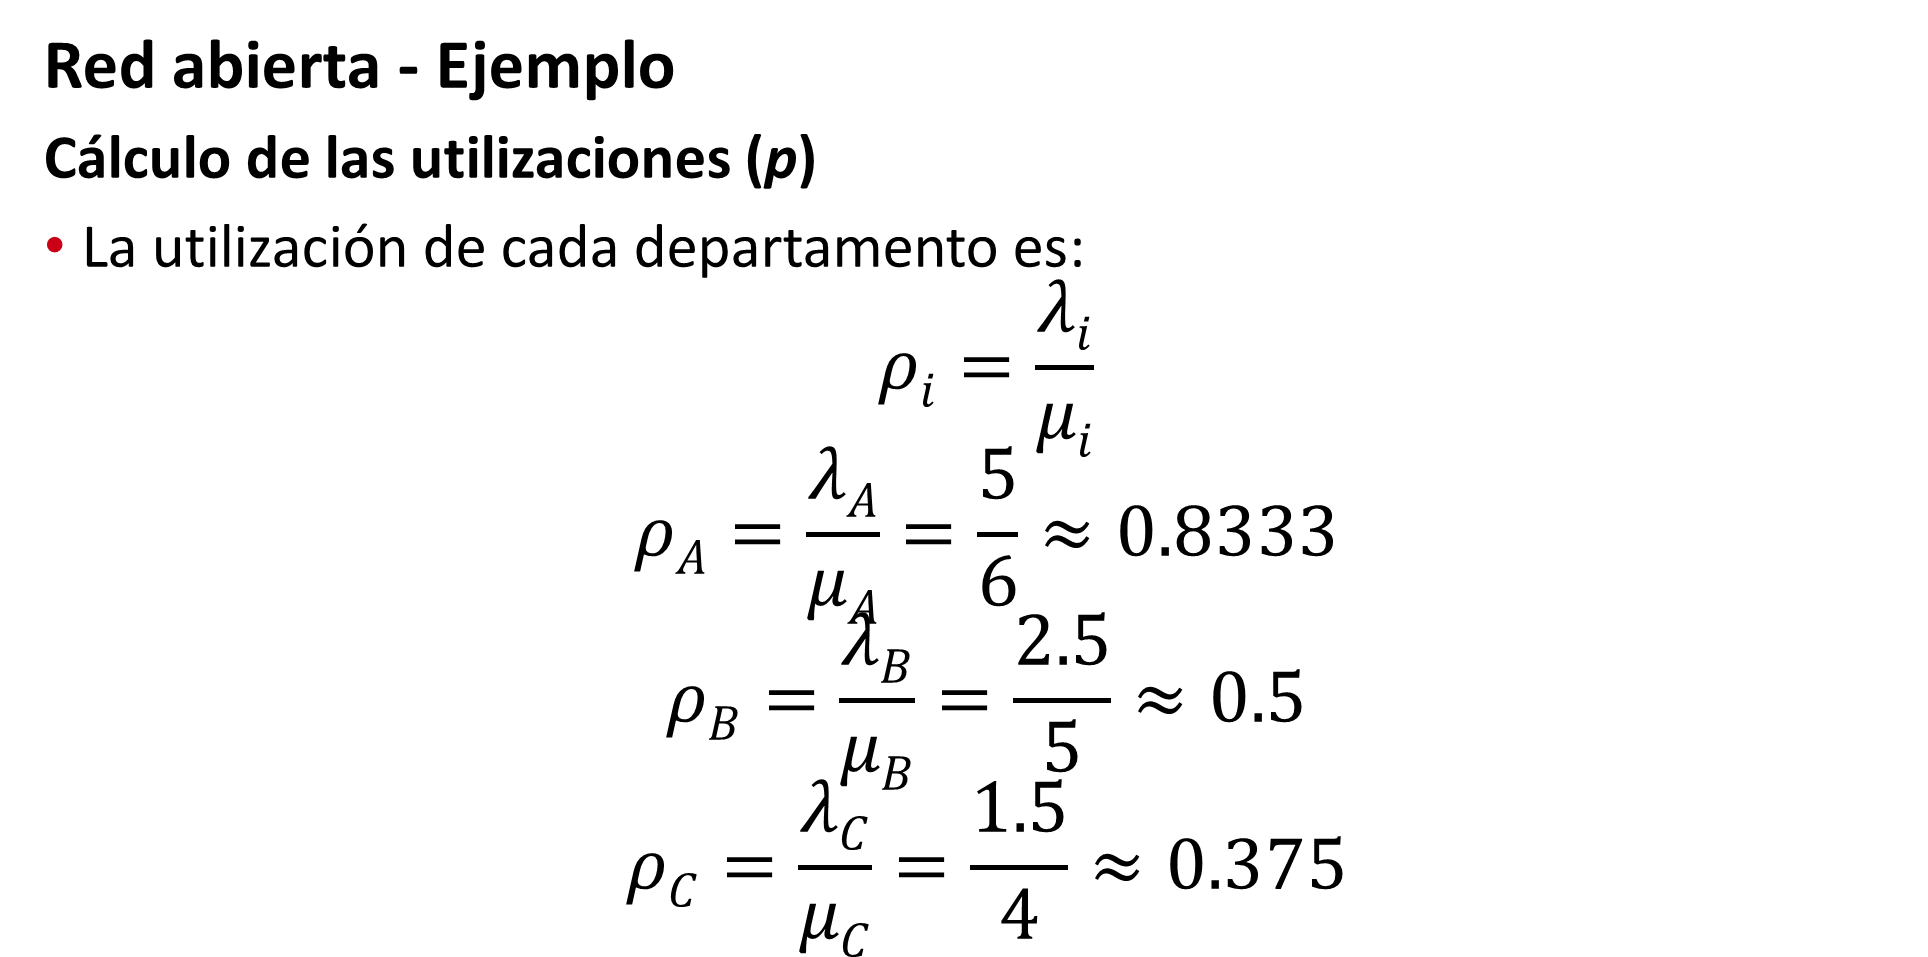 Red abierta - Ejemplo
Cálculo de las utilizaciones (p)
• La utilización de cada departamento es:
ρ_i = λ_i / μ_i
ρ_A = λ_A / μ_A = 5 / 6 ≈ 0.8333
ρ_B = λ_B / μ_B = 2.5 / 5 ≈ 0.5
ρ_C = λ_C / μ_C = 1.5 / 4 ≈ 0.375